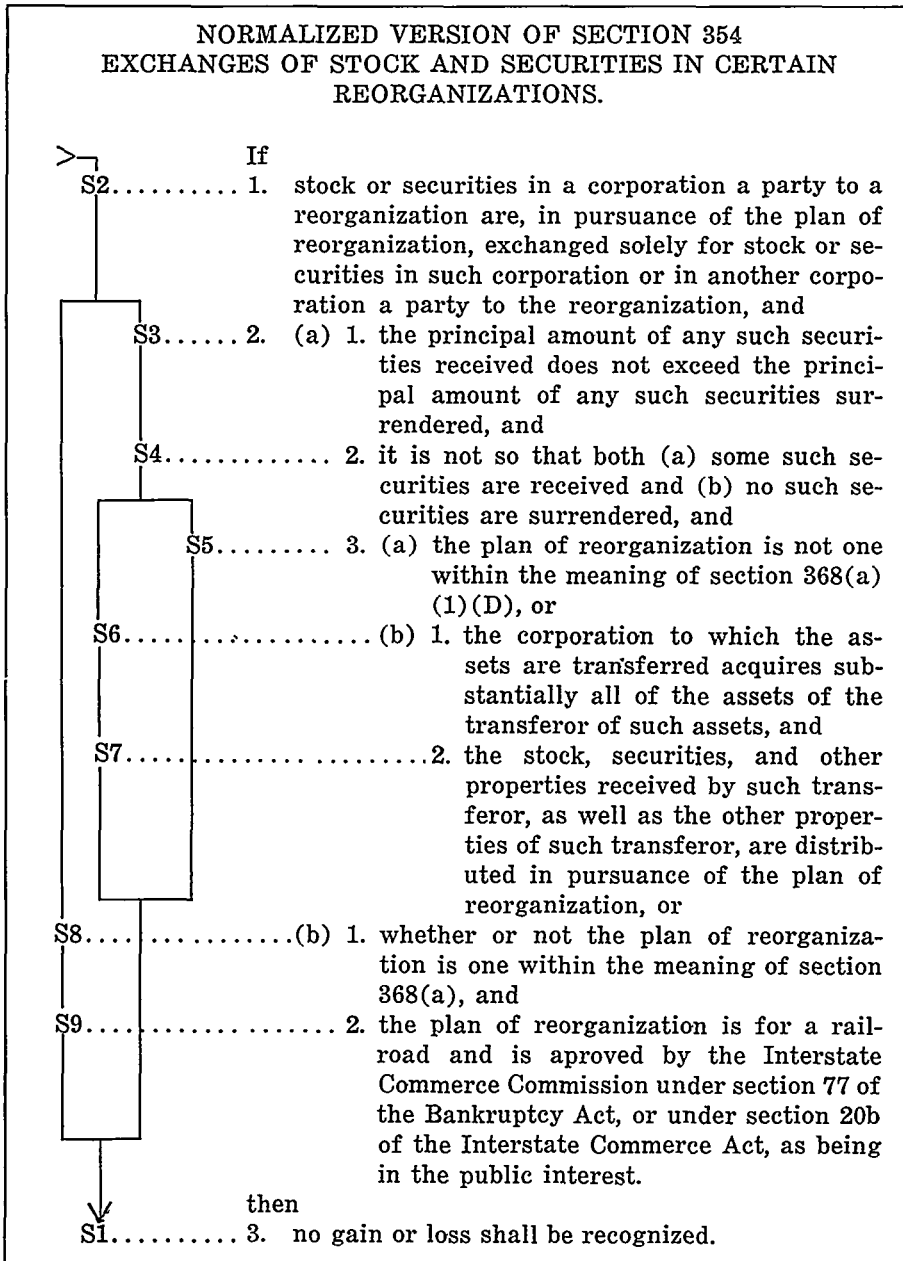 NORMALIZED VERSION OF SECTION 354
EXCHANGES OF STOCK AND SECURITIES IN CERTAIN
REORGANIZATIONS.
If
S2.......... 1. stock or securities in a corporation a party to a
reorganization are, in pursuance of the plan of
reorganization, exchanged solely for stock or se-
curities in such corporation or in another corpo-
ration a party to the reorganization, and
S3...... 2. (a) 1. the principal amount of any such securi-
ties received does not exceed the princi-
pal amount of any such securities sur-
rendered, and
S4............. 2. it is not so that both (a) some such se-
curities are received and (b) no such se-
curities are surrendered, and
S5......... 3. (a) the plan of reorganization is not one
within the meaning of section 368(a)
(1)(D), or
S6...................(b) 1. the corporation to which the as-
sets are transferred acquires sub-
stantially all of the assets of the
transferor of such assets, and
S7.......................2. the stock, securities, and other
properties received by such trans-
feror, as well as the other proper-
ties of such transferor, are distrib-
uted in pursuance of the plan of
reorganization, or
S8................(b) 1. whether or not the plan of reorganiza-
tion is one within the meaning of section
368(a), and
S9.................... 2. the plan of reorganization is for a rail-
road and is aproved by the Interstate
Commerce Commission under section 77 of
the Bankruptcy Act, or under section 20b
of the Interstate Commerce Act, as being
in the public interest.
then
S1.......... 3. no gain or loss shall be recognized.